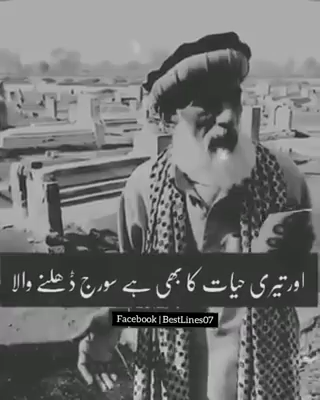 اور تیری حیات کا بھی ہے سورج ڈھلنے والا
Facebook | BestLines07